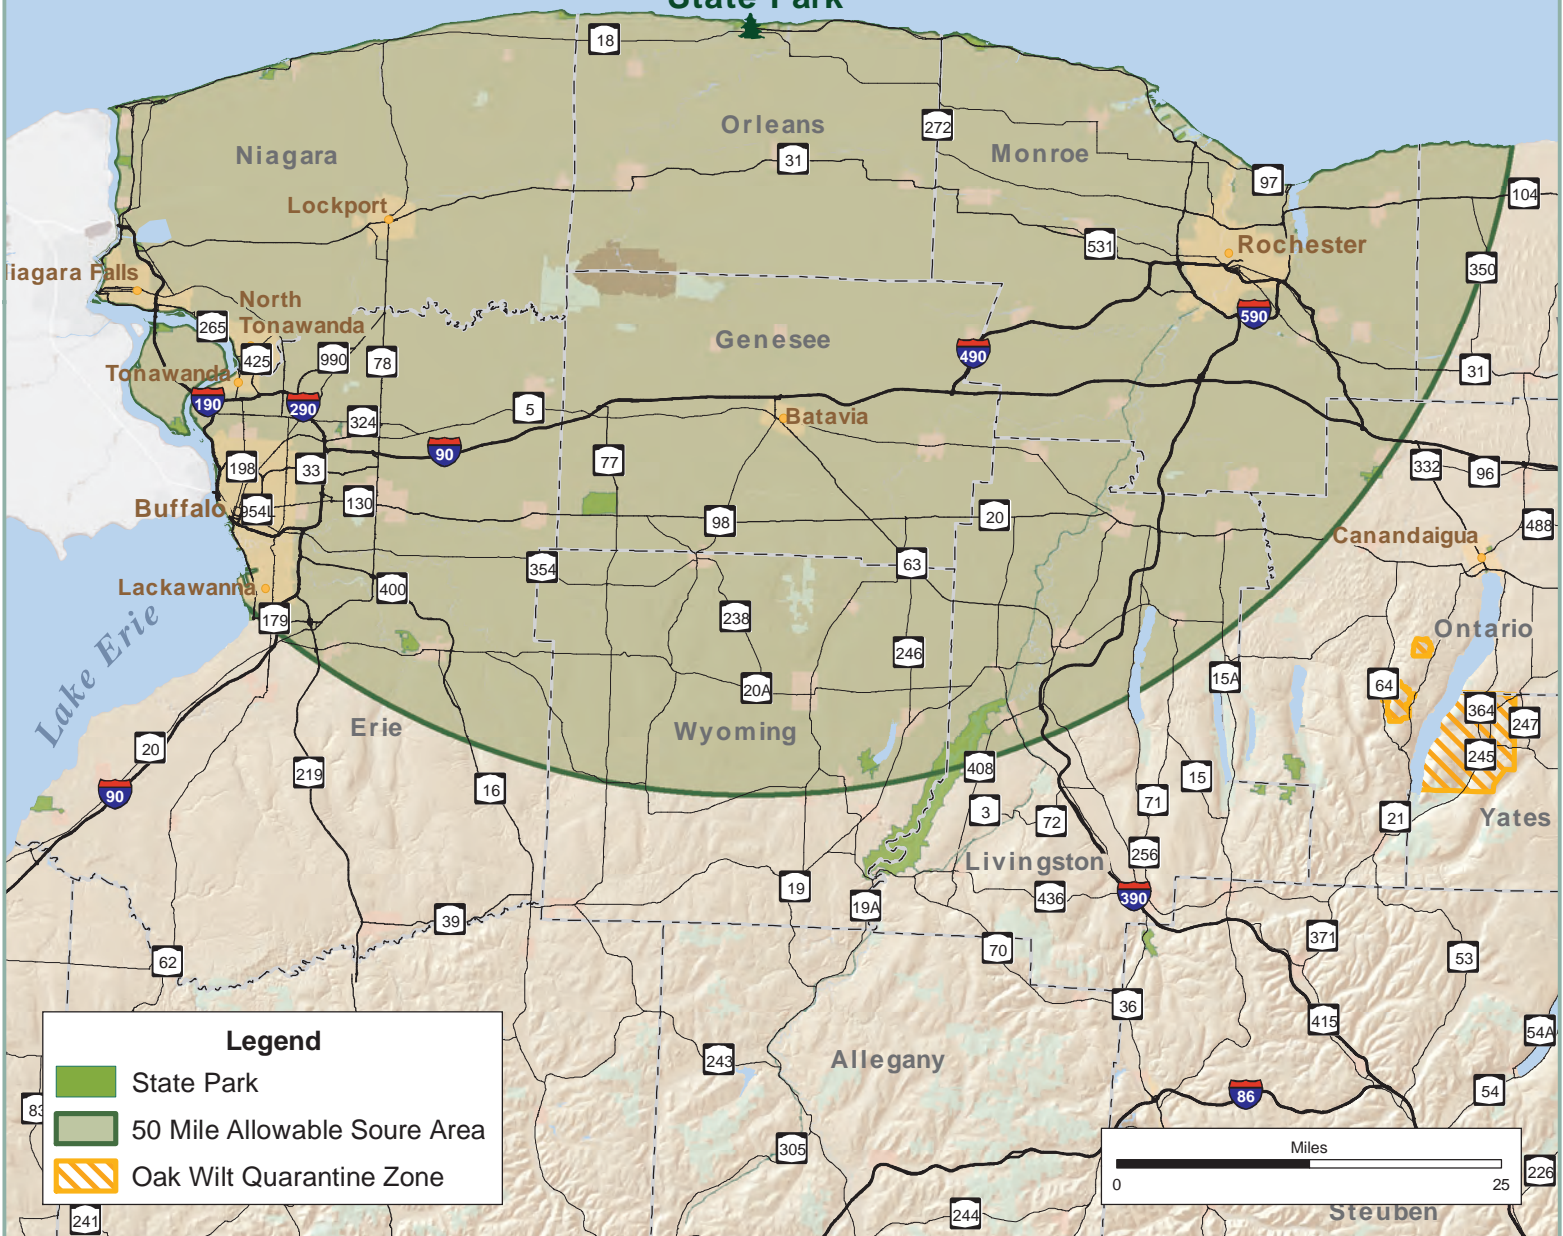 State Park
18
Orleans
272
Niagara
31
Monroe
97
104
Lockport
531
Rochester
350
iagara Falls
North
Tonawanda
265
425
990
78
Genesee
590
490
31
Tonawanda
190
290
324
5
Batavia
90
198
33
77
332
96
Buffalo
954L
130
98
20
488
Canandaigua
354
63
Lackawanna
400
179
238
246
Ontario
Lake Erie
20A
15A
64
364
247
Erie
Wyoming
20
245
219
408
90
16
15
71
3
72
21
Yates
Livingston
256
19
19A
436
390
39
70
371
62
53
36
415
54A
Legend
State Park
50 Mile Allowable Soure Area
Oak Wilt Quarantine Zone
243
Allegany
86
54
83
305
Miles
0
25
226
241
244
Steuben